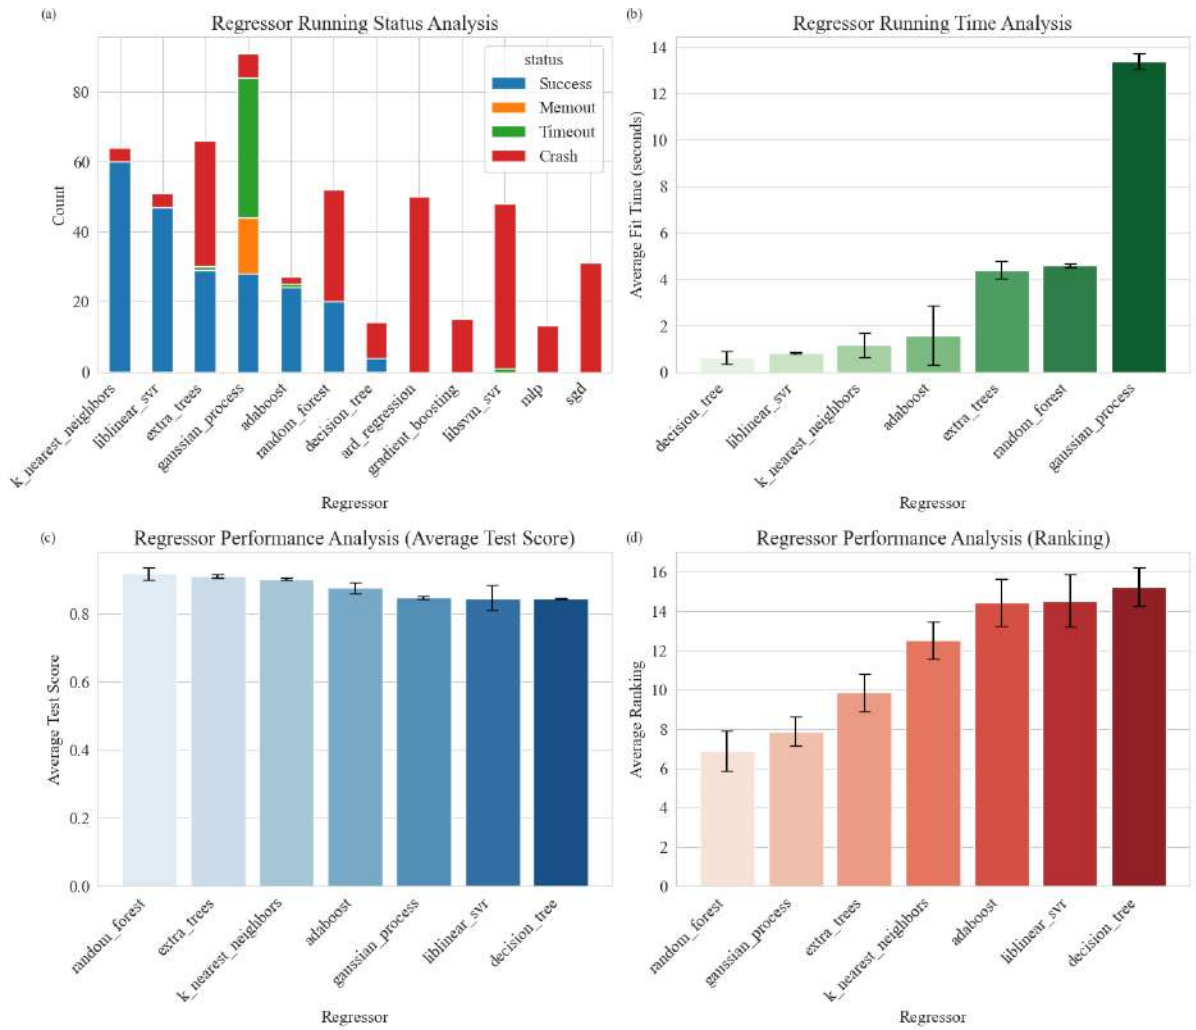 (a)
Regressor Running Status Analysis
status
Success
Memout
Timeout
Crash
Count
80
60
40
20
0
k_nearest_neighbors
liblinear_svr
extra_trees
gaussian_process
adaboost
random_forest
decision_tree
ard_regression
gradient_boosting
libsvm_svr
mlp
sgd
Regressor
(b)
Regressor Running Time Analysis
Average Fit Time (seconds)
14
12
10
8
6
4
2
0
decision_tree
liblinear_svr
k_nearest_neighbors
adaboost
extra_trees
random_forest
gaussian_process
Regressor
(c)
Regressor Performance Analysis (Average Test Score)
Average Test Score
0.8
0.6
0.4
0.2
0.0
random_forest
extra_trees
k_nearest_neighbors
adaboost
gaussian_process
liblinear_svr
decision_tree
Regressor
(d)
Regressor Performance Analysis (Ranking)
Average Ranking
16
14
12
10
8
6
4
2
0
random_forest
gaussian_process
extra_trees
k_nearest_neighbors
adaboost
liblinear_svr
decision_tree
Regressor